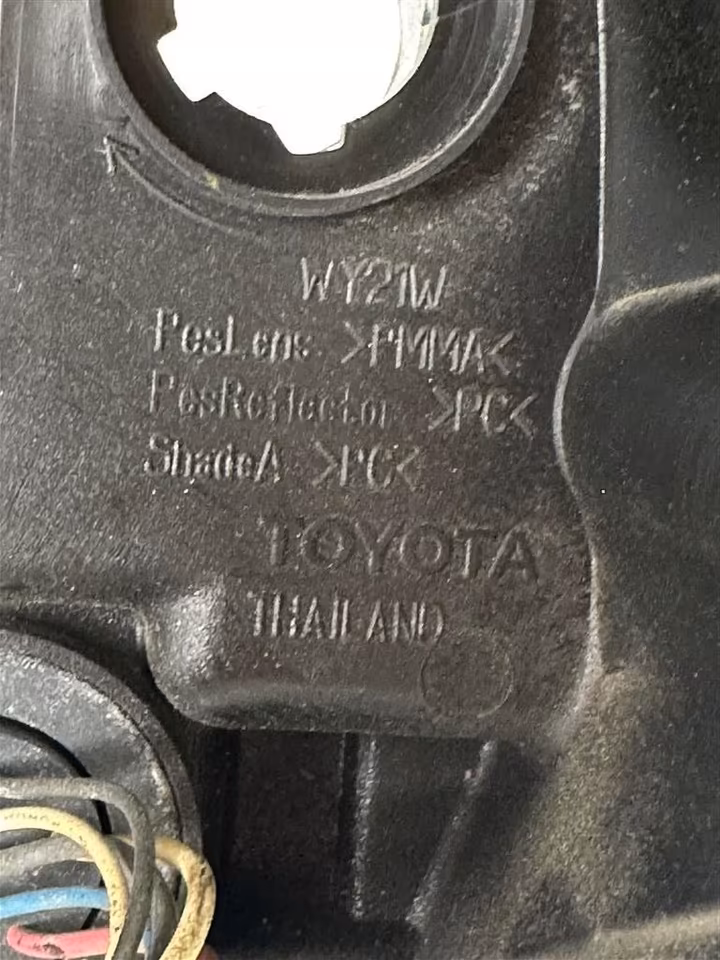 WY21W
PesLens >PMMA<
PesReflector >PC<
ShadeA >PC<
TOYOTA
THAILAND